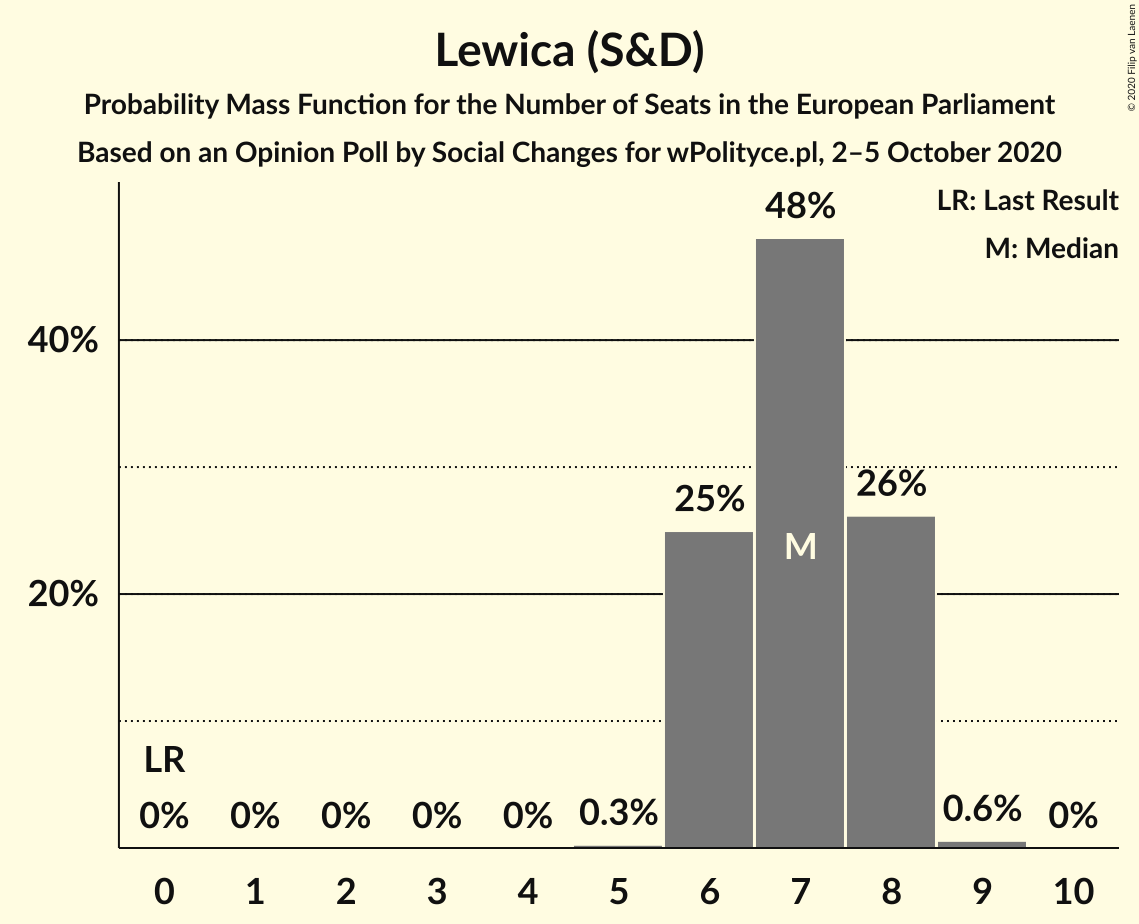 Lewica (S&D)
Probability Mass Function for the Number of Seats in the European Parliament
Based on an Opinion Poll by Social Changes for wPolityce.pl, 2–5 October 2020
© 2020 Filip van Laenen
LR: Last Result
M: Median
48%
40%
25%
26%
M
20%
LR
0% 0% 0% 0% 0% 0.3% 0.6% 0%
0 1 2 3 4 5 6 7 8 9 10